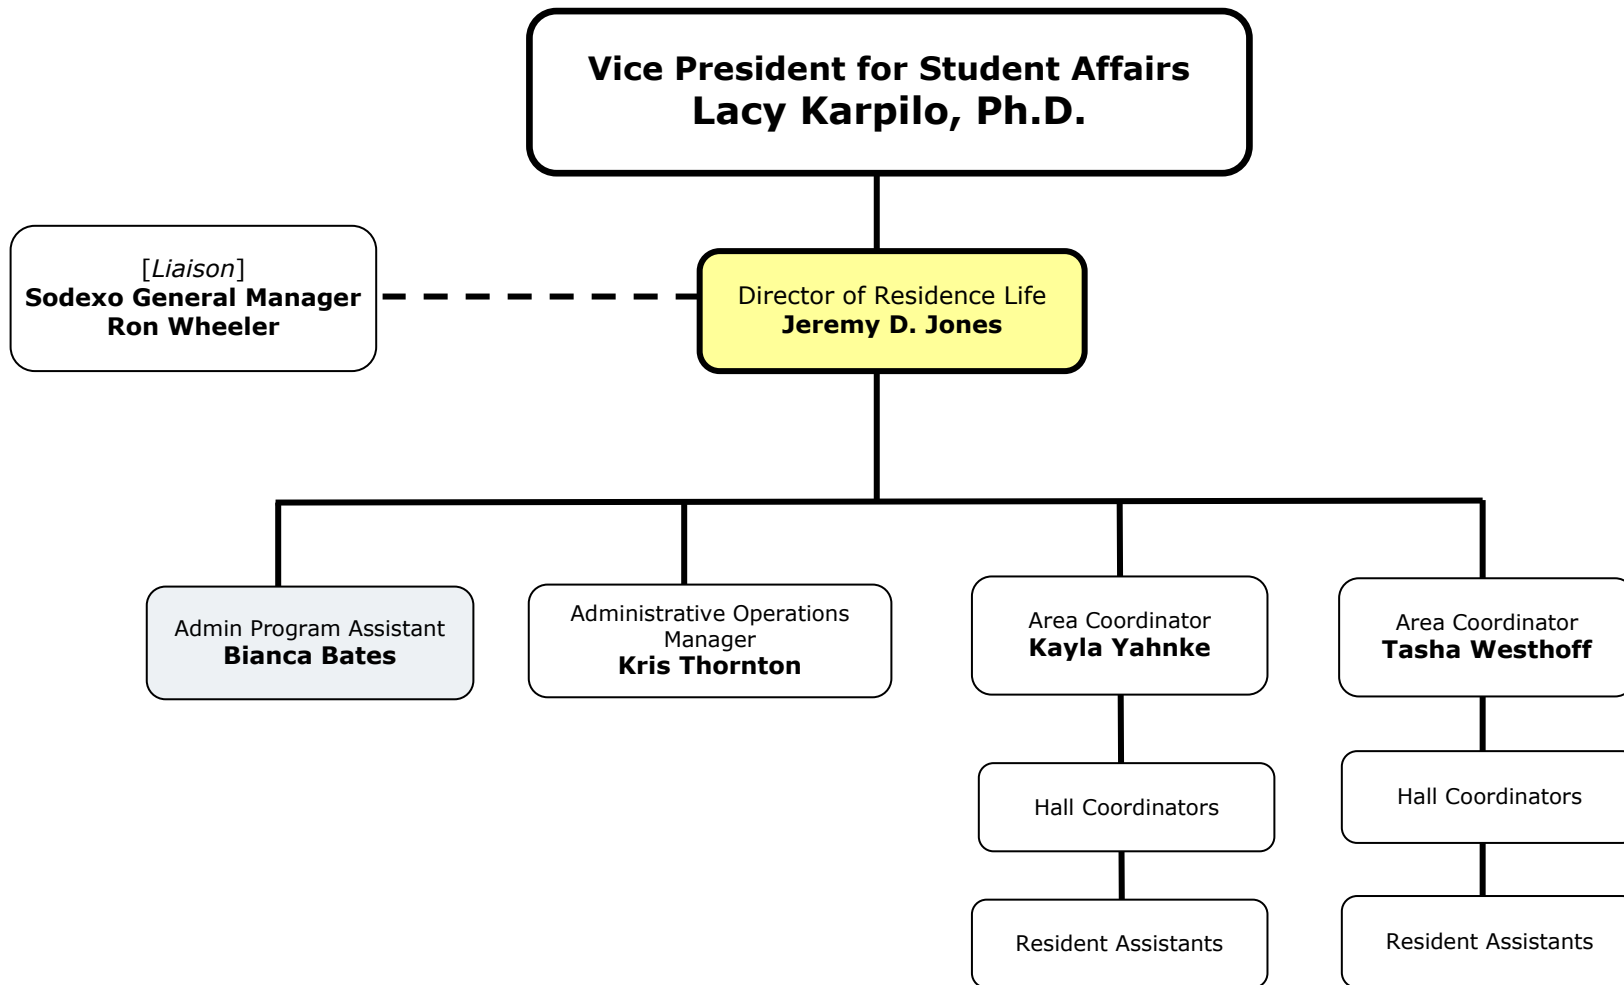 Vice President for Student Affairs
Lacy Karpilo, Ph.D.
[Liaison]
Sodexo General Manager
Ron Wheeler
Director of Residence Life
Jeremy D. Jones
Admin Program Assistant
Bianca Bates
Administrative Operations
Manager
Kris Thornton
Area Coordinator
Kayla Yahnke
Area Coordinator
Tasha Westhoff
Hall Coordinators
Hall Coordinators
Resident Assistants
Resident Assistants